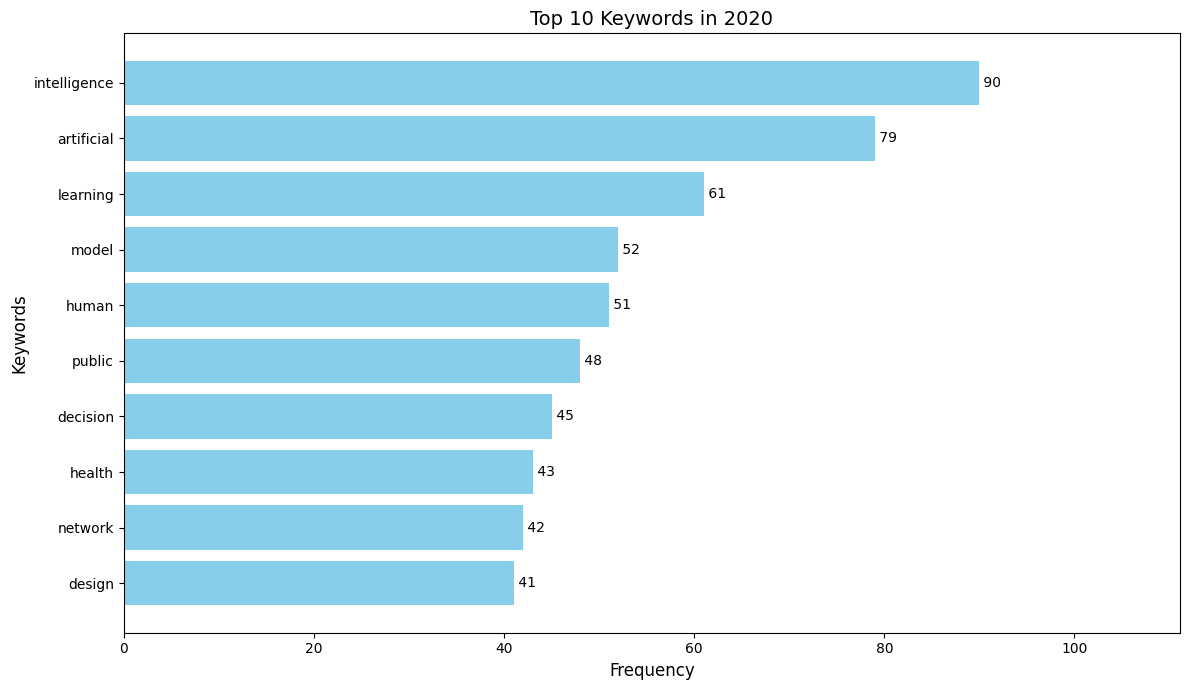 Top 10 Keywords in 2020
Keywords
intelligence 90
artificial 79
learning 61
model 52
human 51
public 48
decision 45
health 43
network 42
design 41
0 20 40 60 80 100
Frequency